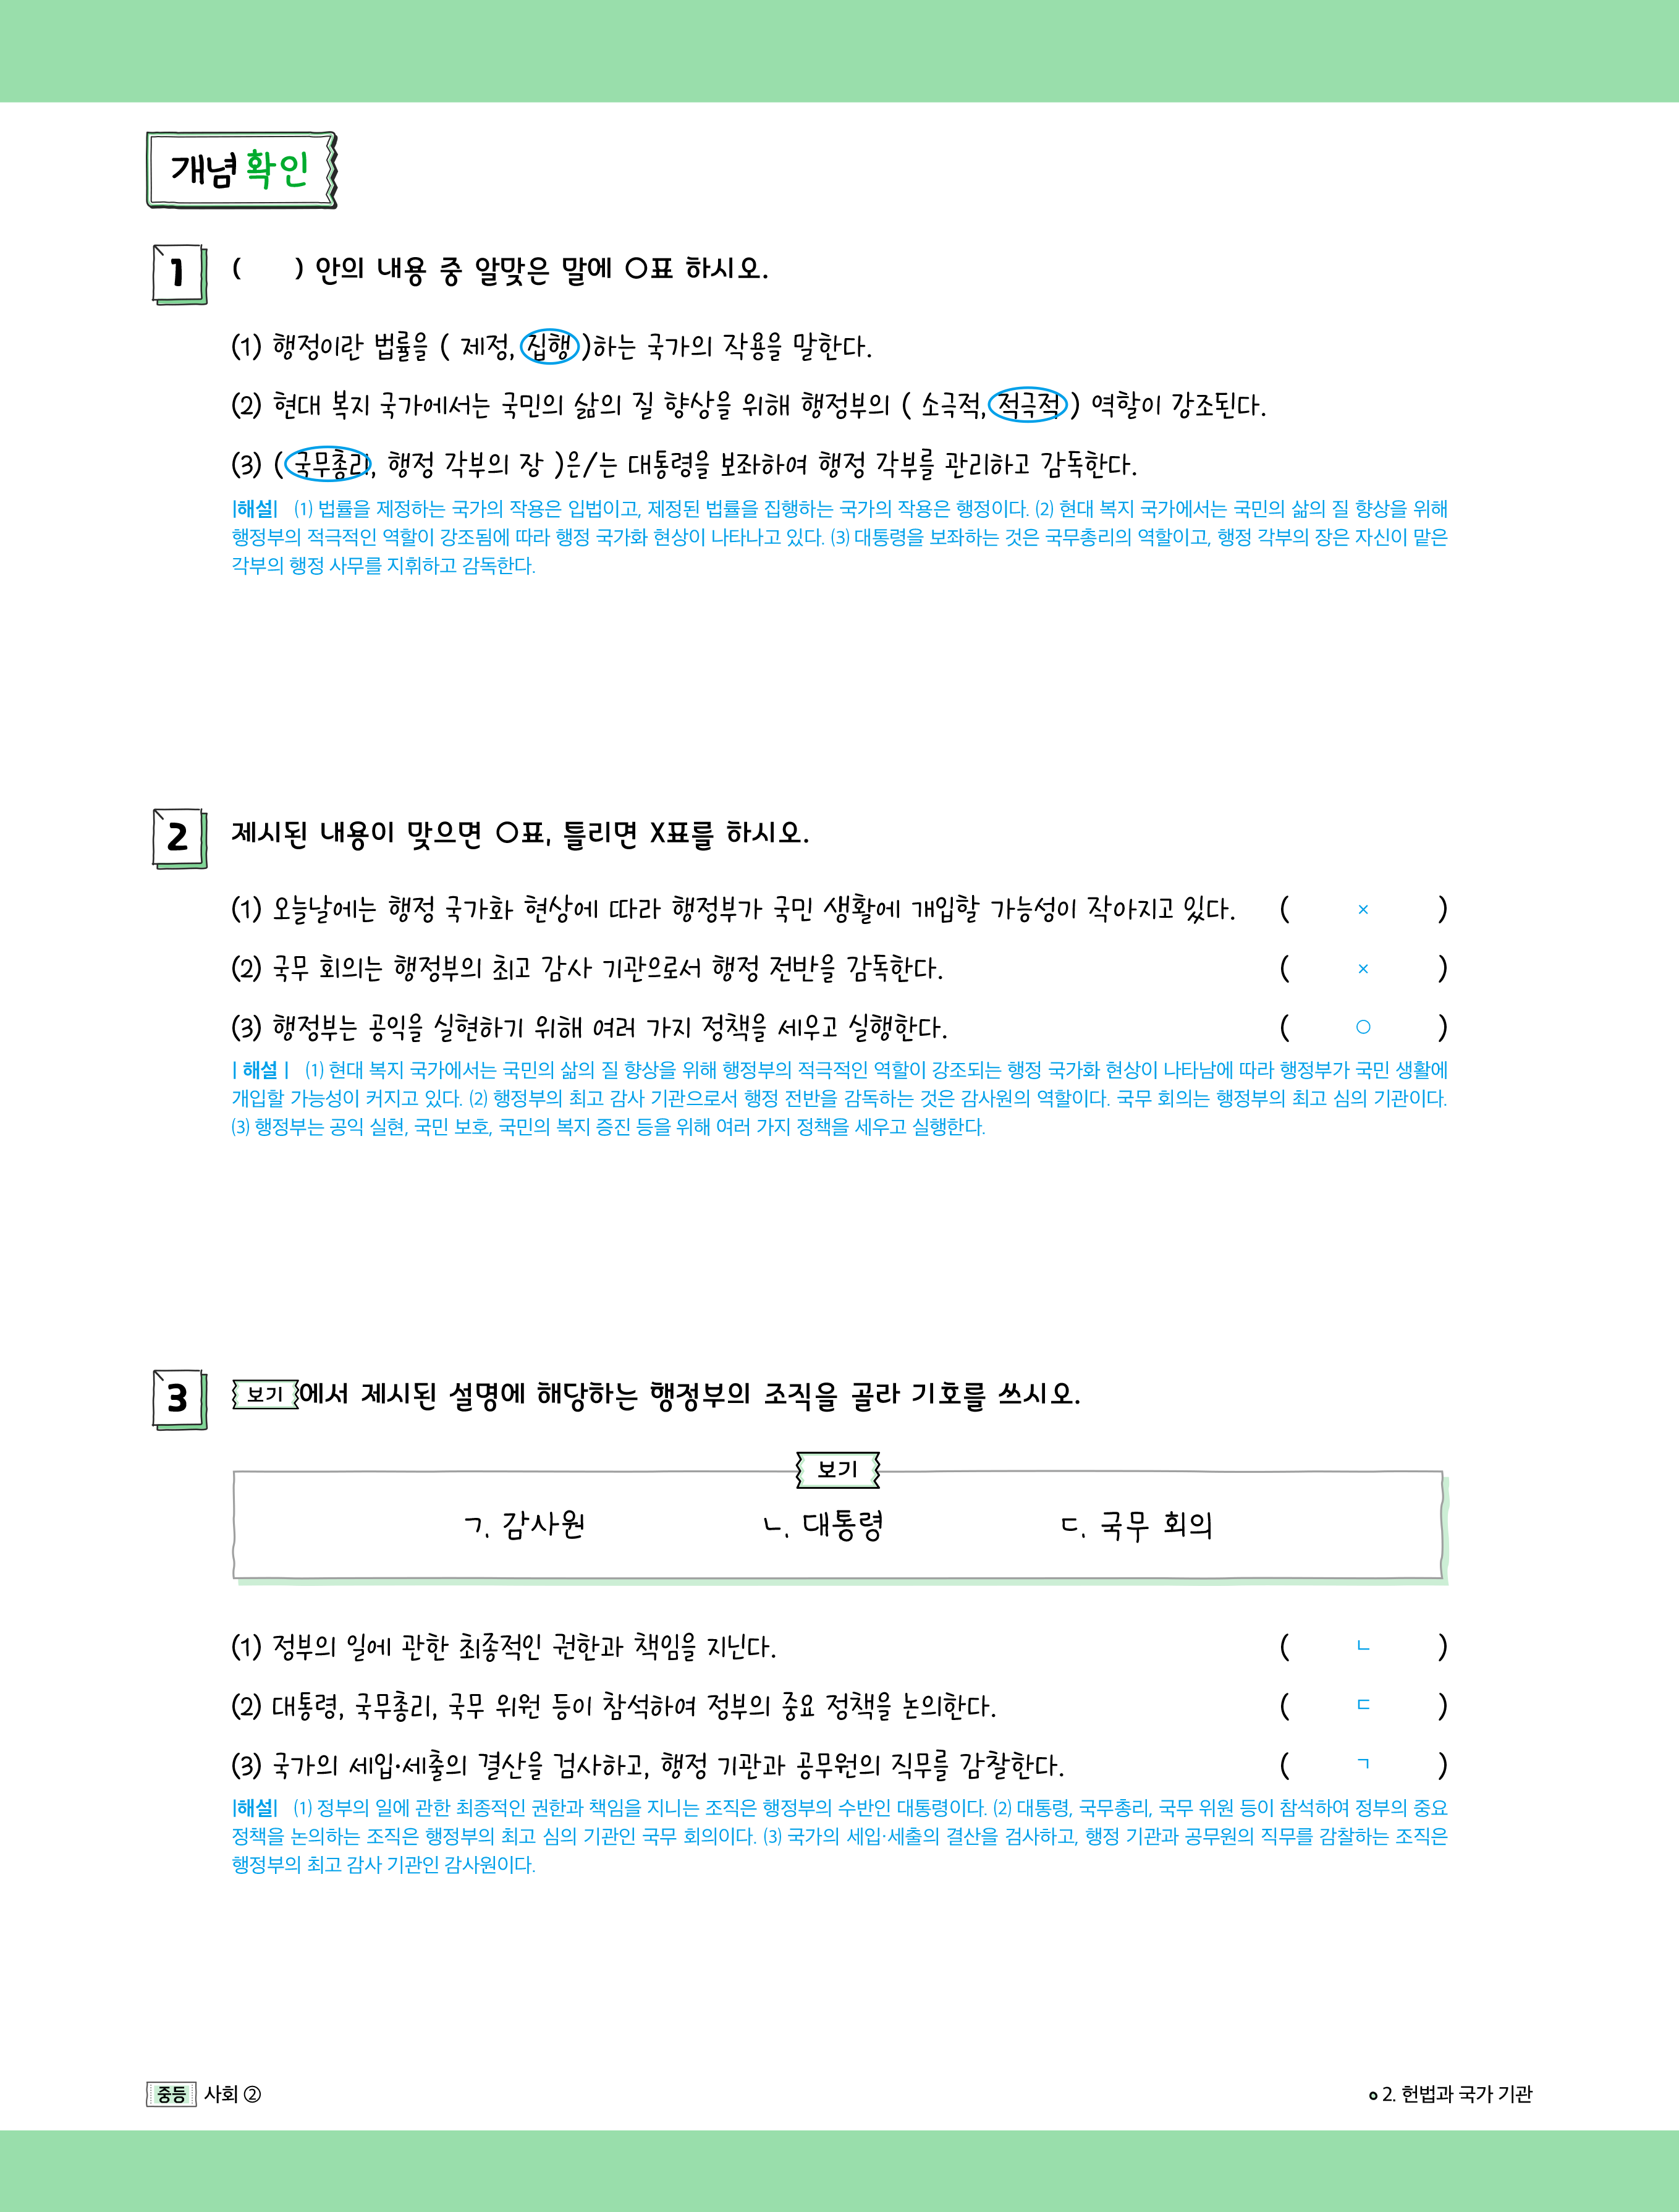 개념 확인
1 ( ) 안의 내용 중 알맞은 말에 ○표 하시오.
(1) 행정이란 법률을 ( 제정, 집행 )하는 국가의 작용을 말한다.
(2) 현대 복지 국가에서는 국민의 삶의 질 향상을 위해 행정부의 ( 소극적, 적극적 ) 역할이 강조된다.
(3) ( 국무총리, 행정 각부의 장 )은/는 대통령을 보좌하여 행정 각부를 관리하고 감독한다.
|해설| (1) 법률을 제정하는 국가의 작용은 입법이고, 제정된 법률을 집행하는 국가의 작용은 행정이다. (2) 현대 복지 국가에서는 국민의 삶의 질 향상을 위해
행정부의 적극적인 역할이 강조됨에 따라 행정 국가화 현상이 나타나고 있다. (3) 대통령을 보좌하는 것은 국무총리의 역할이고, 행정 각부의 장은 자신이 맡은
각부의 행정 사무를 지휘하고 감독한다.
2 제시된 내용이 맞으면 ○표, 틀리면 X표를 하시오.
(1) 오늘날에는 행정 국가화 현상에 따라 행정부가 국민 생활에 개입할 가능성이 작아지고 있다. ( × )
(2) 국무 회의는 행정부의 최고 감사 기관으로서 행정 전반을 감독한다. ( × )
(3) 행정부는 공익을 실현하기 위해 여러 가지 정책을 세우고 실행한다. ( ○ )
| 해설 | (1) 현대 복지 국가에서는 국민의 삶의 질 향상을 위해 행정부의 적극적인 역할이 강조되는 행정 국가화 현상이 나타남에 따라 행정부가 국민 생활에
개입할 가능성이 커지고 있다. (2) 행정부의 최고 감사 기관으로서 행정 전반을 감독하는 것은 감사원의 역할이다. 국무 회의는 행정부의 최고 심의 기관이다.
(3) 행정부는 공익 실현, 국민 보호, 국민의 복지 증진 등을 위해 여러 가지 정책을 세우고 실행한다.
3 보기에서 제시된 설명에 해당하는 행정부의 조직을 골라 기호를 쓰시오.
보기
ㄱ. 감사원 ㄴ. 대통령 ㄷ. 국무 회의
(1) 정부의 일에 관한 최종적인 권한과 책임을 지닌다. ( ㄴ )
(2) 대통령, 국무총리, 국무 위원 등이 참석하여 정부의 중요 정책을 논의한다. ( ㄷ )
(3) 국가의 세입·세출의 결산을 검사하고, 행정 기관과 공무원의 직무를 감찰한다. ( ㄱ )
|해설| (1) 정부의 일에 관한 최종적인 권한과 책임을 지니는 조직은 행정부의 수반인 대통령이다. (2) 대통령, 국무총리, 국무 위원 등이 참석하여 정부의 중요
정책을 논의하는 조직은 행정부의 최고 심의 기관인 국무 회의이다. (3) 국가의 세입·세출의 결산을 검사하고, 행정 기관과 공무원의 직무를 감찰하는 조직은
행정부의 최고 감사 기관인 감사원이다.
중등 사회 ②
2. 헌법과 국가 기관